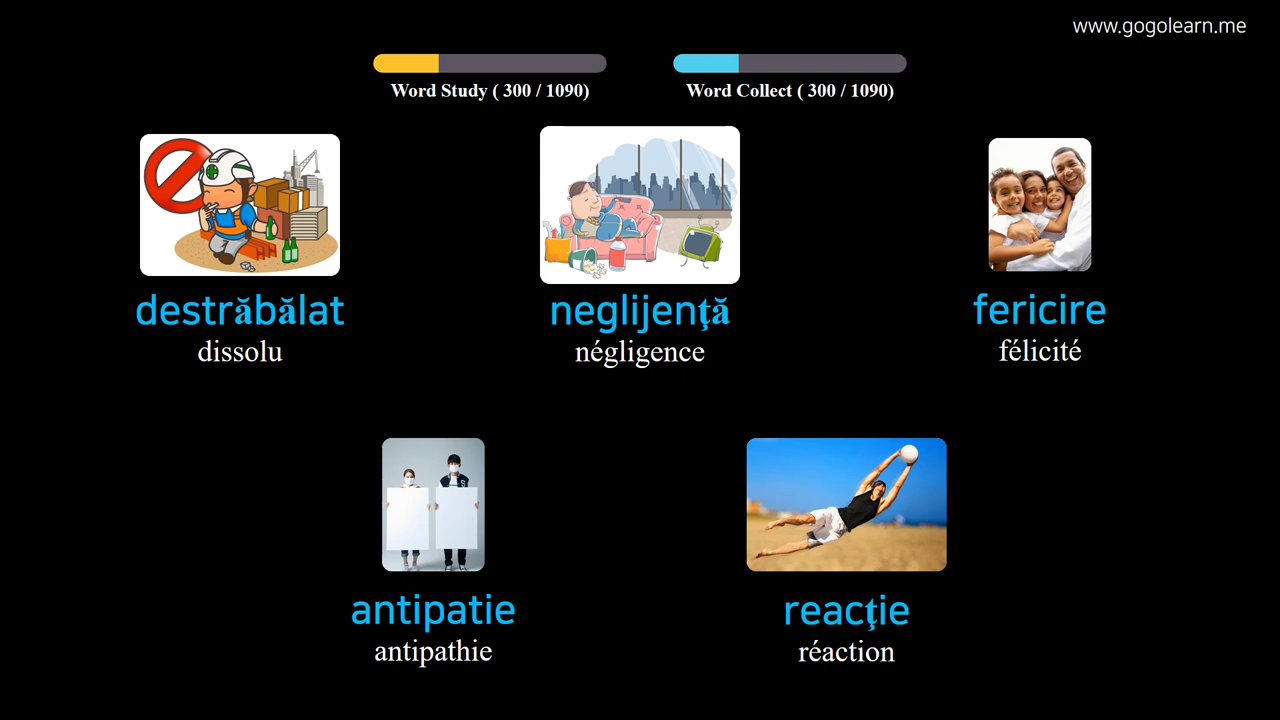 www.gogolearn.me
Word Study ( 300 / 1090)
Word Collect ( 300 / 1090)
destrăbălat
dissolu
neglijenţă
négligence
fericire
félicité
antipatie
antipathie
reacţie
réaction